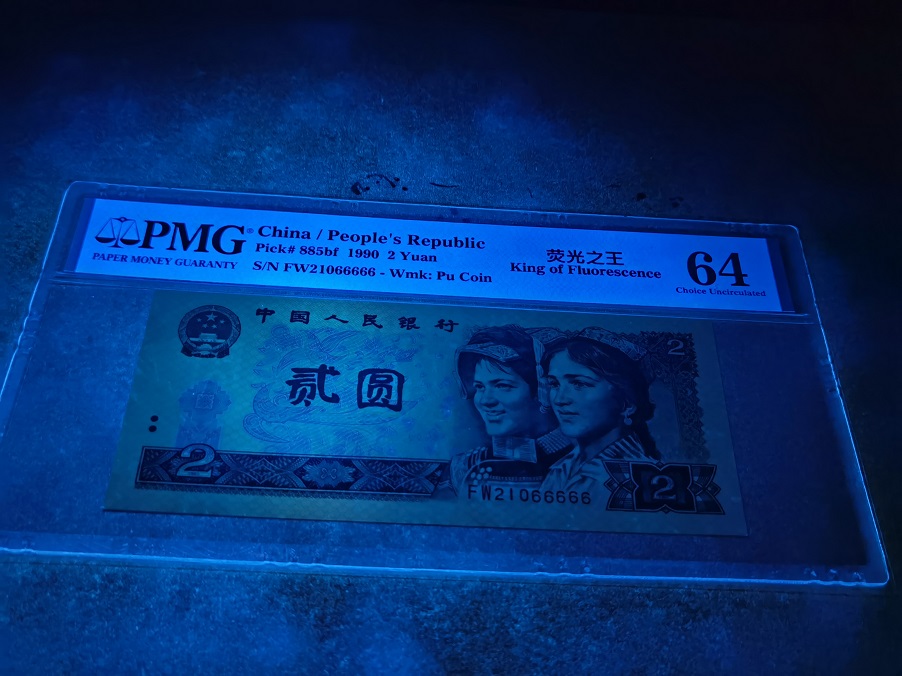 PMG® China / People's Republic
PAPER MONEY GUARANTY
Pick# 885bf 1990 2 Yuan
S/N FW21066666 - Wmk: Pu Coin
荧光之王
King of Fluorescence
64
Choice Uncirculated
中国人民银行
贰圆
2
2
FW21066666
2